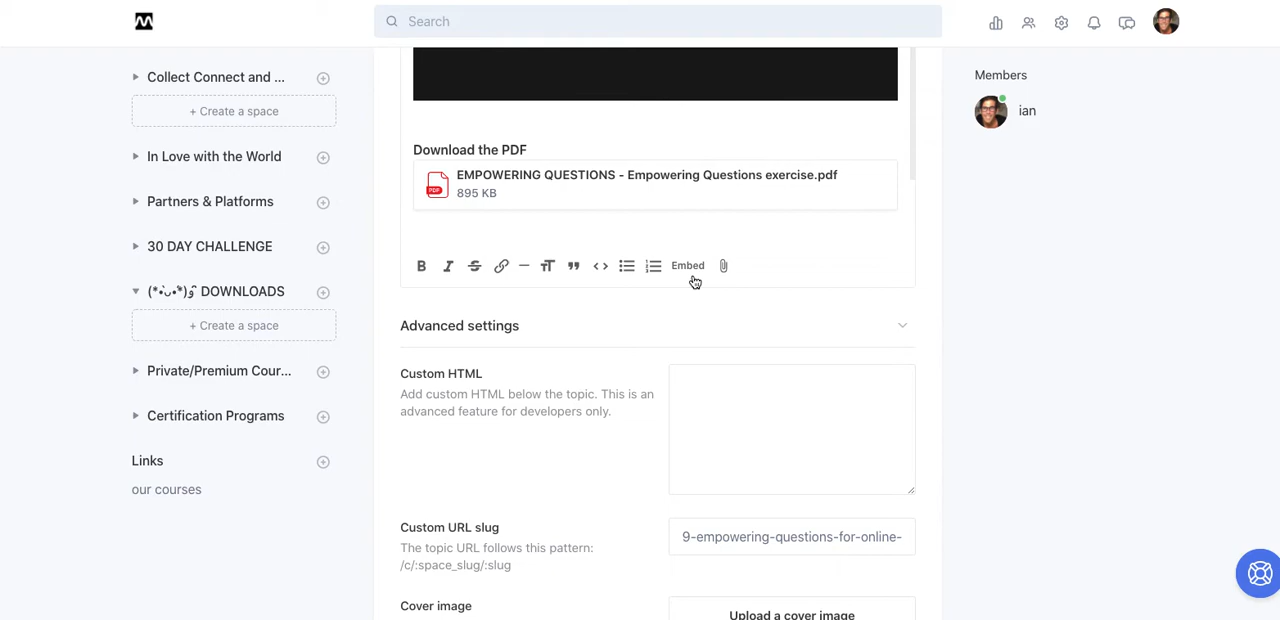 Search
Collect Connect and ...
+ Create a space
In Love with the World
Partners & Platforms
30 DAY CHALLENGE
(*•̀ᴗ•́*)و ̑̑ DOWNLOADS
+ Create a space
Private/Premium Cour...
Certification Programs
Links
our courses
Download the PDF
PDF
EMPOWERING QUESTIONS - Empowering Questions exercise.pdf
895 KB
Embed
Advanced settings
Custom HTML
Add custom HTML below the topic. This is an
advanced feature for developers only.
Custom URL slug
The topic URL follows this pattern:
/c/:space_slug/:slug
9-empowering-questions-for-online-
Cover image
Upload a cover image
Members
ian